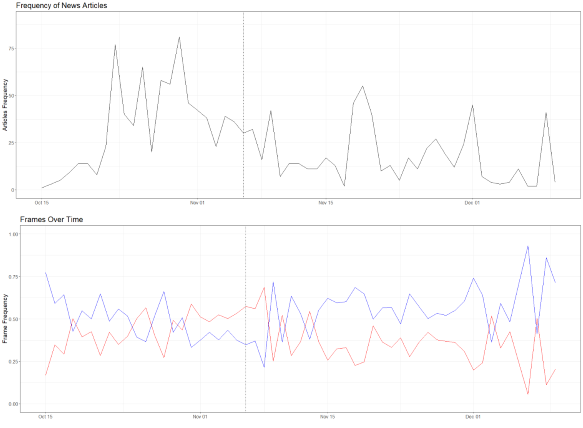 Frequency of News Articles
Articles Frequency
75
50
25
0
Oct 15
Nov 01
Nov 15
Dec 01
Frames Over Time
Frame Frequency
1.00
0.75
0.50
0.25
0.00
Oct 15
Nov 01
Nov 15
Dec 01